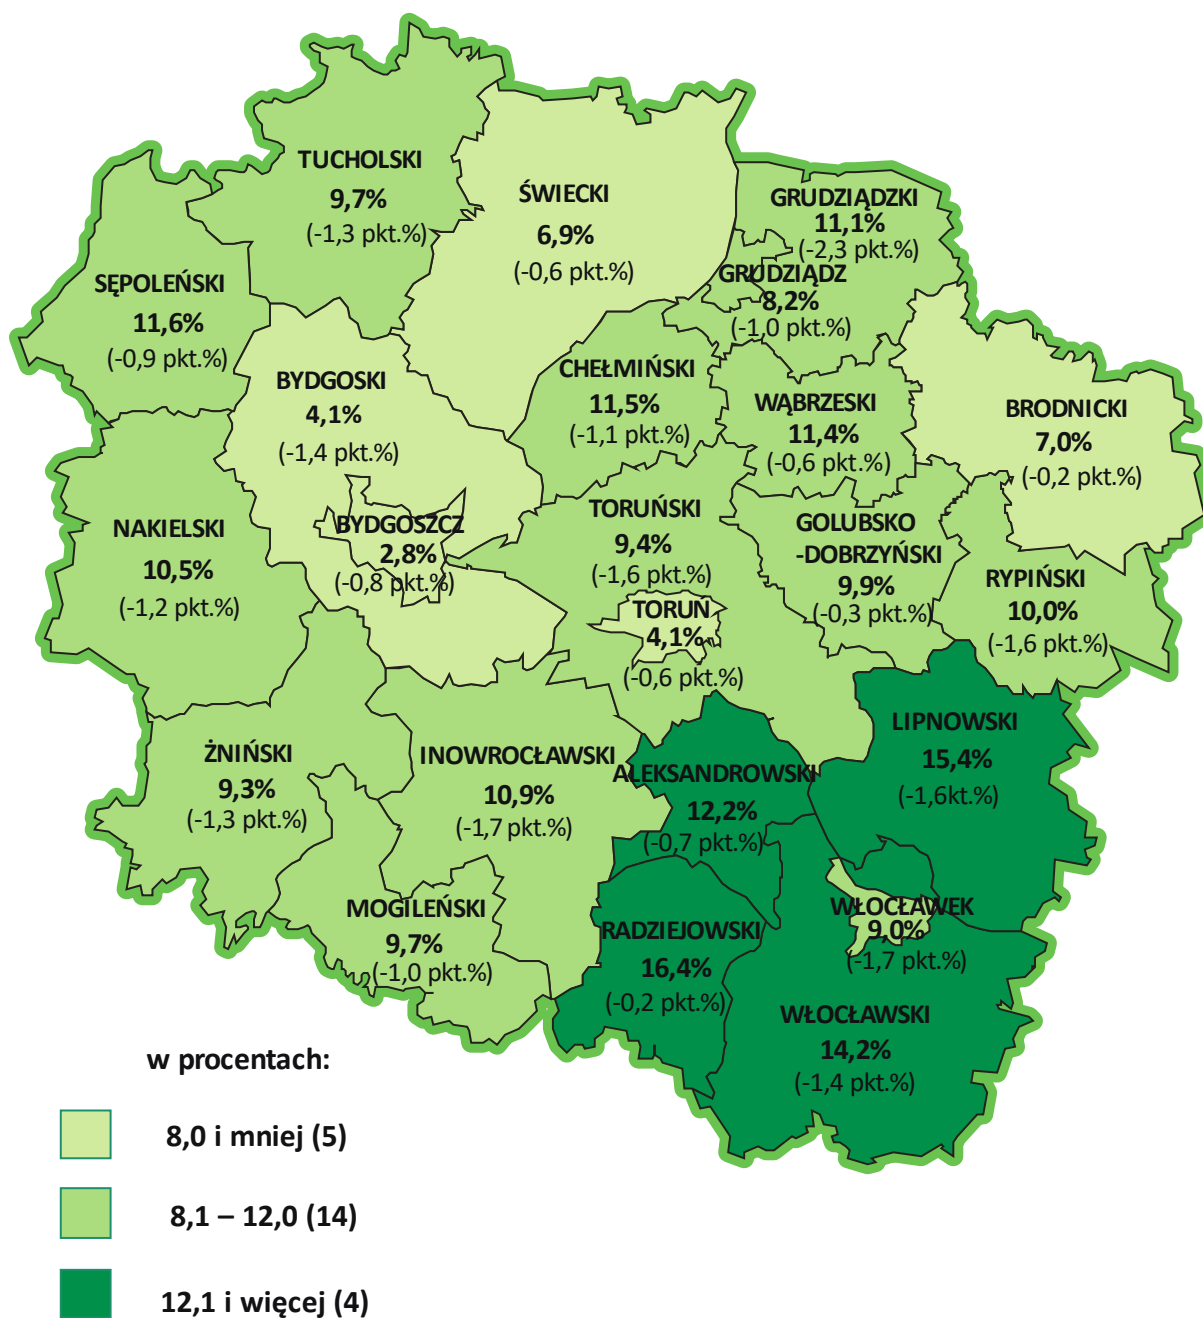 TUCHOLSKI
9,7%
(-1,3 pkt.%)
ŚWIECKI
6,9%
(-0,6 pkt.%)
GRUDZIĄDZKI
11,1%
(-2,3 pkt.%)
GRUDZIĄDZ
8,2%
(-1,0 pkt.%)
SĘPOLEŃSKI
11,6%
(-0,9 pkt.%)
BYDGOSKI
4,1%
(-1,4 pkt.%)
CHEŁMIŃSKI
11,5%
(-1,1 pkt.%)
WĄBRZESKI
11,4%
(-0,6 pkt.%)
BRODNICKI
7,0%
(-0,2 pkt.%)
NAKIELSKI
10,5%
(-1,2 pkt.%)
BYDGOSZCZ
2,8%
(-0,8 pkt.%)
TORUŃSKI
9,4%
(-1,6 pkt.%)
TORUŃ
4,1%
(-0,6 pkt.%)
GOLUBSKO
-DOBRZYŃSKI
9,9%
(-0,3 pkt.%)
RYPIŃSKI
10,0%
(-1,6 pkt.%)
ŻNIŃSKI
9,3%
(-1,3 pkt.%)
INOWROCŁAWSKI
10,9%
(-1,7 pkt.%)
ALEKSANDROWSKI
12,2%
(-0,7 pkt.%)
LIPNOWSKI
15,4%
(-1,6kt.%)
MOGILEŃSKI
9,7%
(-1,0 pkt.%)
RADZIEJOWSKI
16,4%
(-0,2 pkt.%)
WŁOCŁAWEK
9,0%
(-1,7 pkt.%)
WŁOCŁAWSKI
14,2%
(-1,4 pkt.%)
w procentach:
8,0 i mniej (5)
8,1 – 12,0 (14)
12,1 i więcej (4)